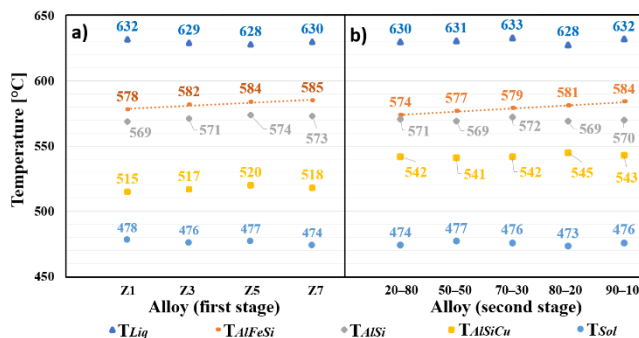 650
600
550
500
450
Temperature [°C]
a)
632 629 628 630
578 582 584 585
569 571 574 573
515 517 520 518
478 476 477 474
Z1 Z3 Z5 Z7
Alloy (first stage)
b)
630 631 633 628 632
574 577 579 581 584
571 569 572 569 570
542 541 542 545 543
474 477 476 473 476
20–80 50–50 70–30 80–20 90–10
Alloy (second stage)
TLiq TAlFeSi TAlSi TAlSiCu TSol